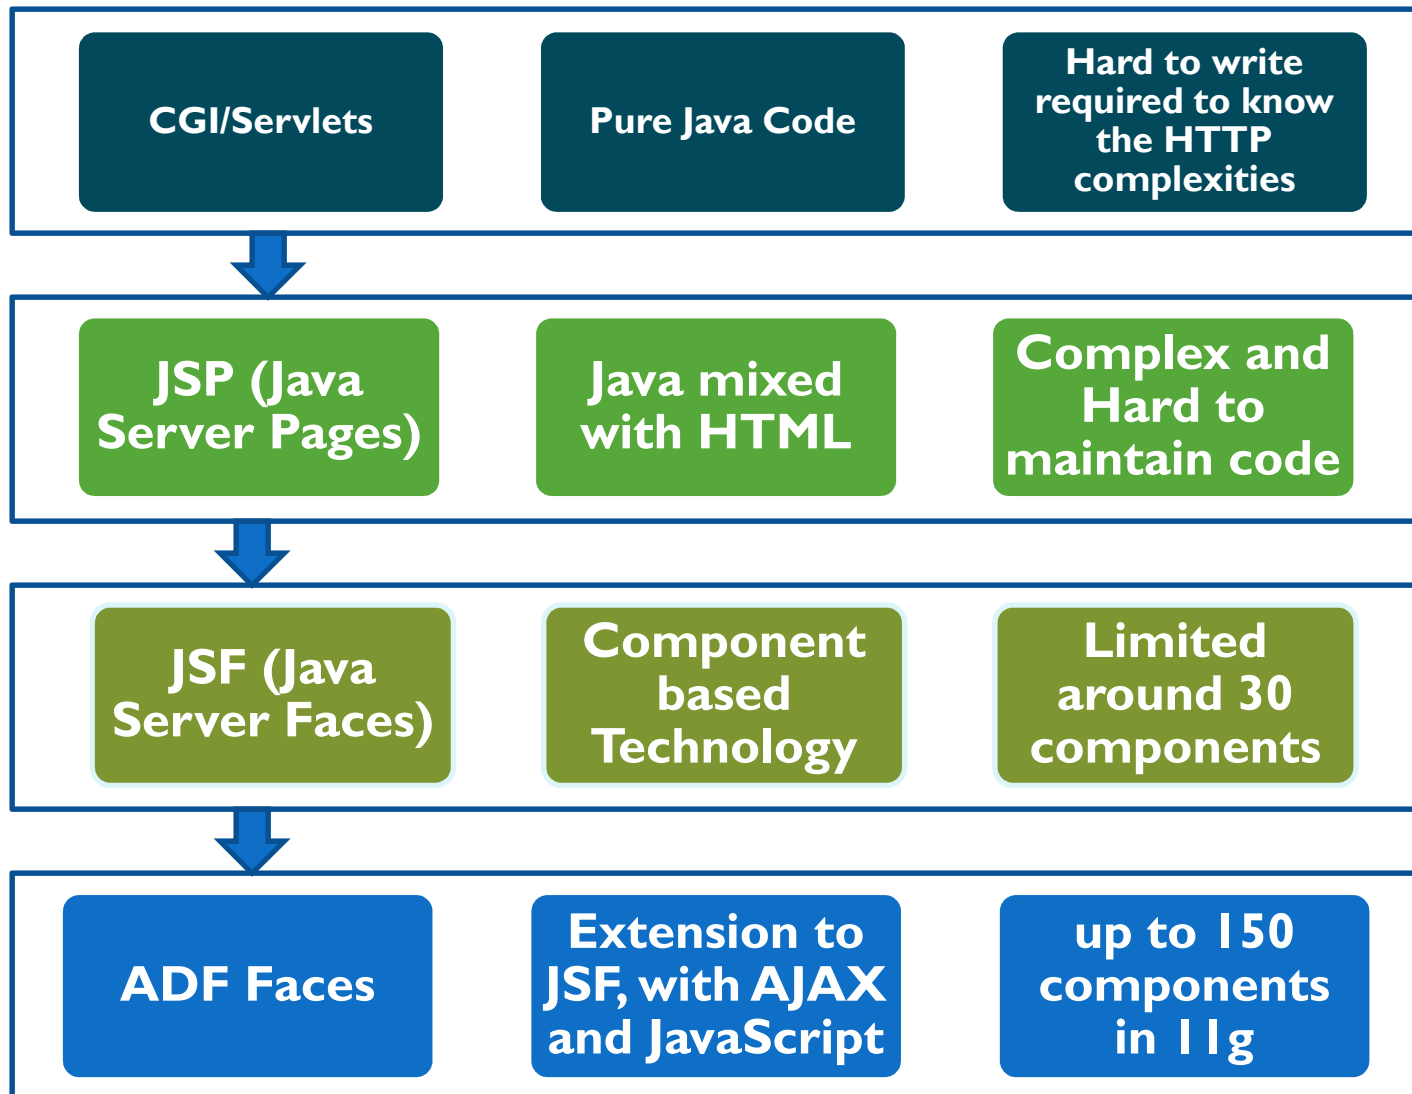 CGI/Servlets
Pure Java Code
Hard to write
required to know
the HTTP
complexities
JSP (Java
Server Pages)
Java mixed
with HTML
Complex and
Hard to
maintain code
JSF (Java
Server Faces)
Component
based
Technology
Limited
around 30
components
ADF Faces
Extension to
JSF, with AJAX
and JavaScript
up to 150
components
in 11g